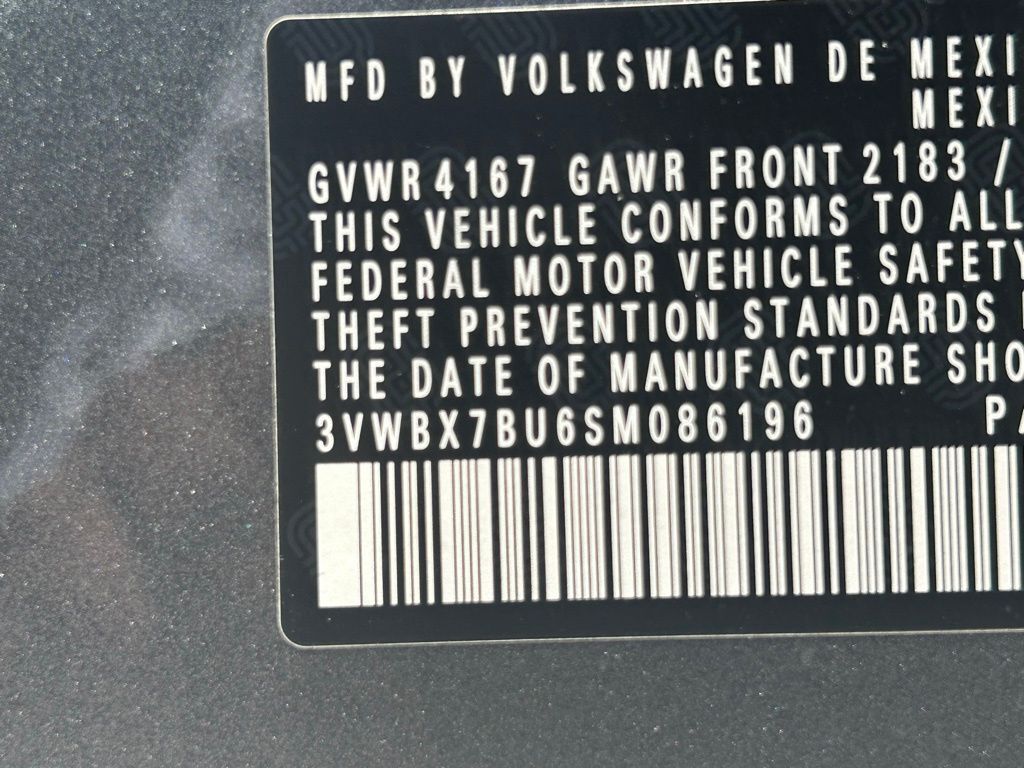 MFD BY VOLKSWAGEN DE MEXI
MEXI
GVWR 4167 GAWR FRONT 2183 /
THIS VEHICLE CONFORMS TO ALL
FEDERAL MOTOR VEHICLE SAFETY
THEFT PREVENTION STANDARDS
THE DATE OF MANUFACTURE SHO
3VWBX7BU6SM086196 PA